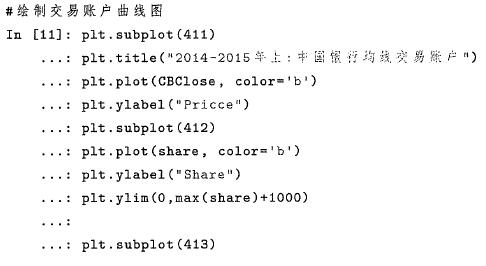 #绘制交易账户曲线图
In [11]: plt.subplot(411)
...: plt.title("2014-2015年上:中国银行均线交易账户")
...: plt.plot(CBClose, color='b')
...: plt.ylabel("Pricce")
...: plt.subplot(412)
...: plt.plot(share, color='b')
...: plt.ylabel("Share")
...: plt.ylim(0,max(share)+1000)
...:
...: plt.subplot(413)